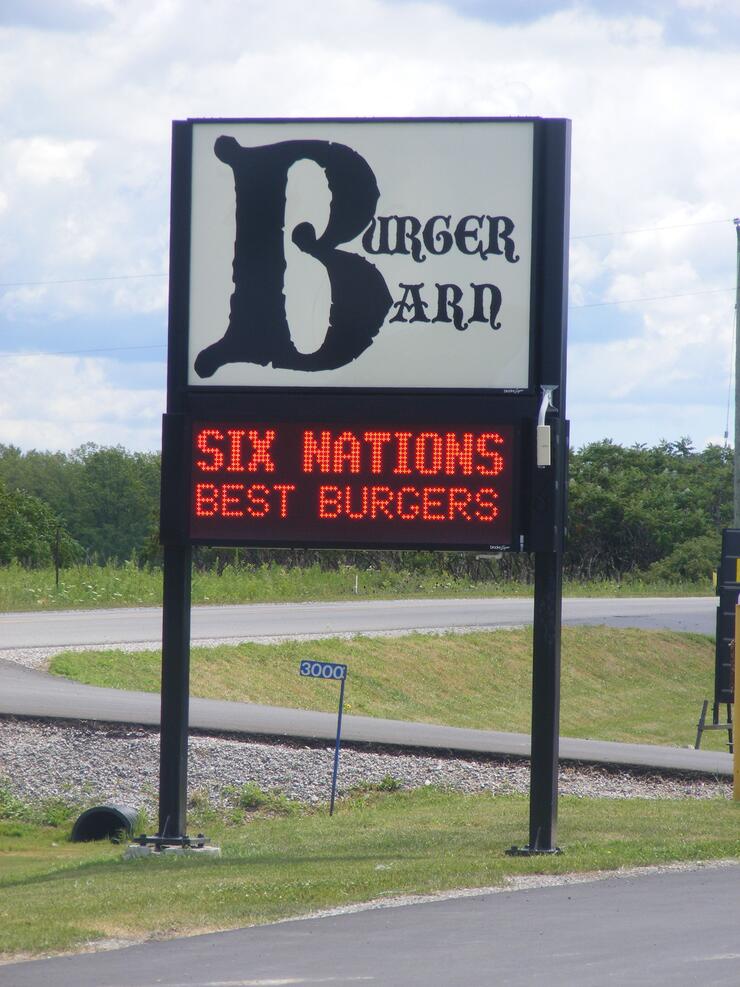 Burger
Barn
SIX NATIONS
BEST BURGERS
3000